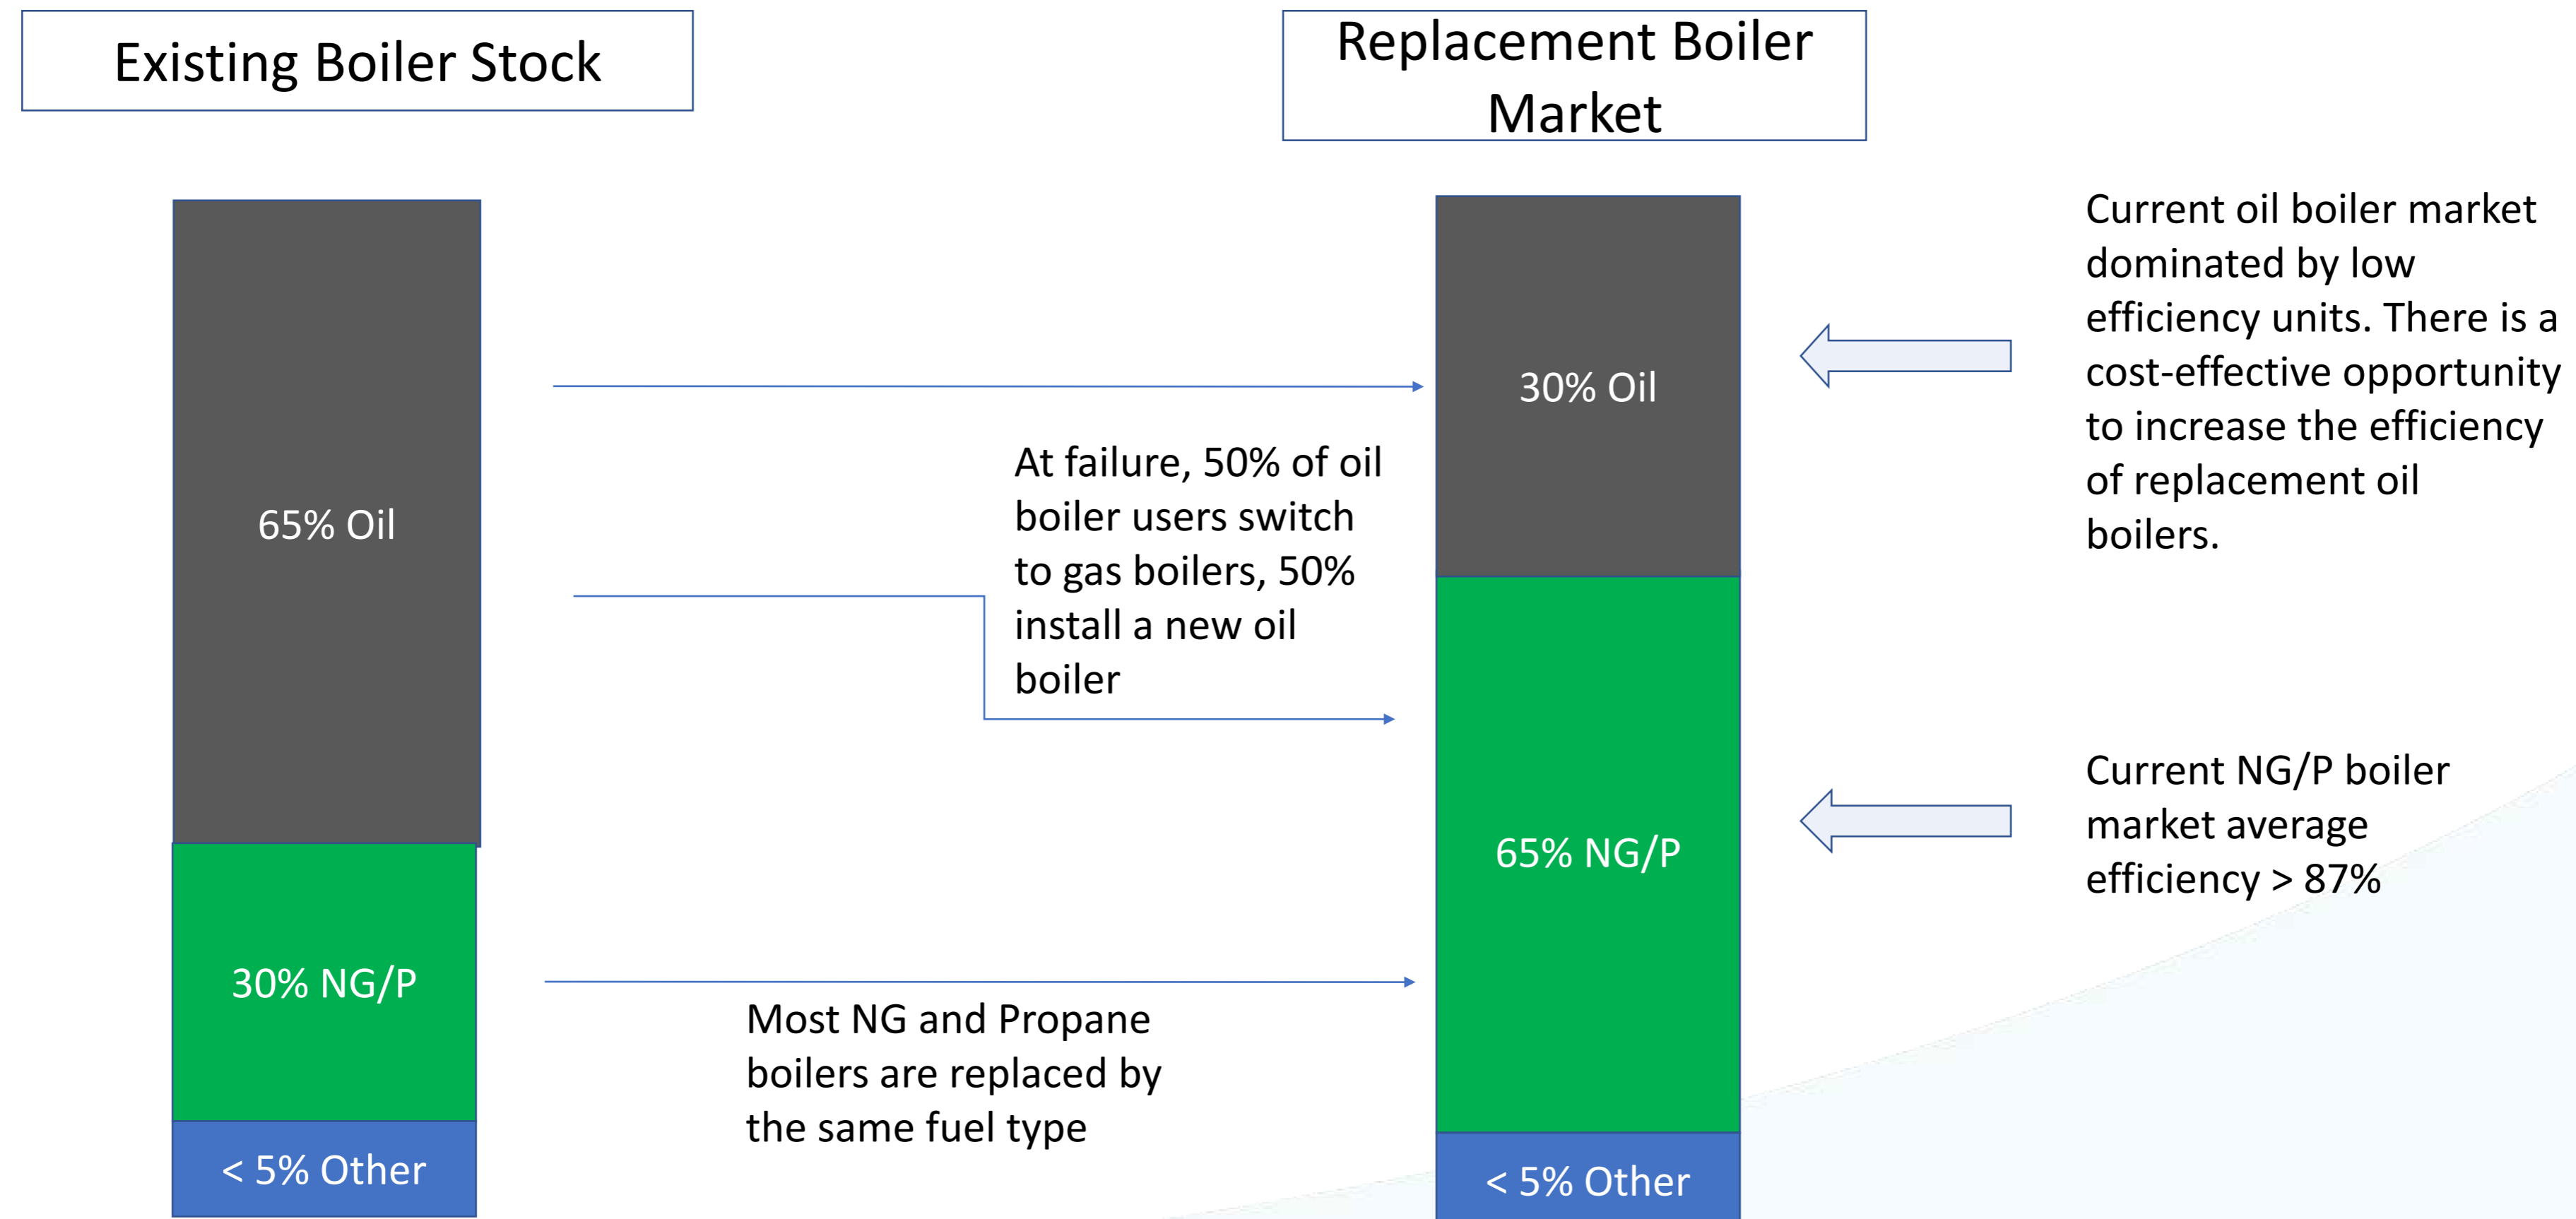 Existing Boiler Stock
Replacement Boiler
Market
65% Oil
30% NG/P
< 5% Other
At failure, 50% of oil
boiler users switch
to gas boilers, 50%
install a new oil
boiler
Most NG and Propane
boilers are replaced by
the same fuel type
30% Oil
65% NG/P
< 5% Other
Current oil boiler market
dominated by low
efficiency units. There is a
cost-effective opportunity
to increase the efficiency
of replacement oil
boilers.
Current NG/P boiler
market average
efficiency > 87%